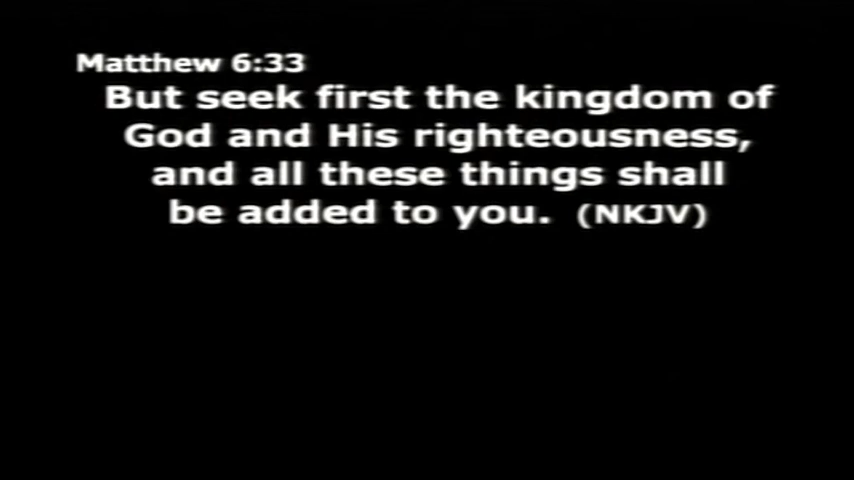 Matthew 6:33
But seek first the kingdom of
God and His righteousness,
and all these things shall
be added to you. (NKJV)